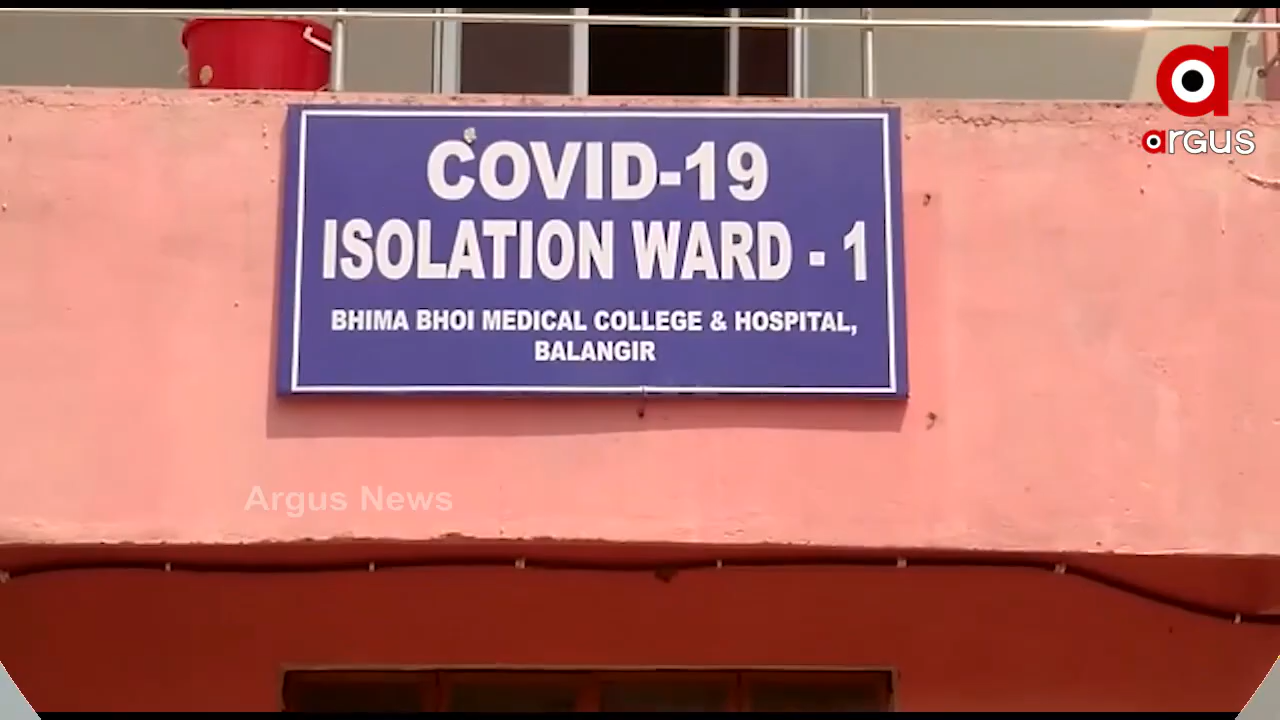 COVID-19
ISOLATION WARD - 1
BHIMA BHOI MEDICAL COLLEGE & HOSPITAL,
BALANGIR
argus
Argus News